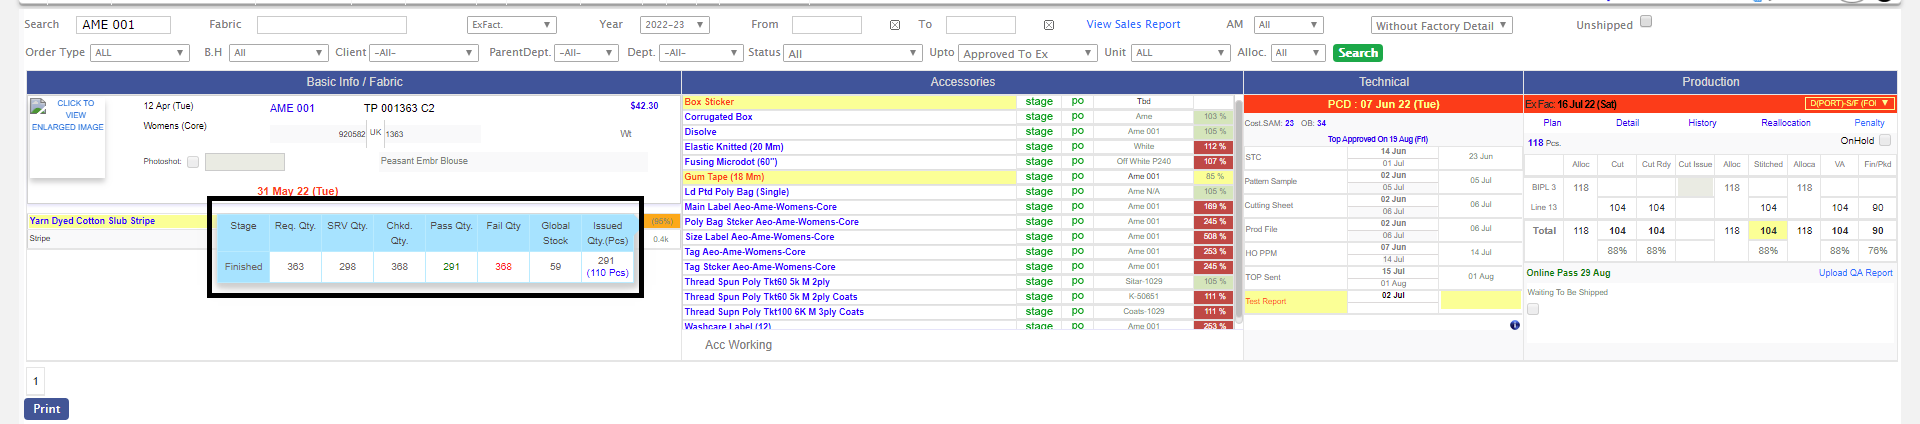 Search AME 001 Fabric ExFact. Year 2022-23 From To View Sales Report AM All Without Factory Detail Unshipped
Order Type ALL B.H All Client -All- ParentDept. -All- Dept. -All- Status All Upto Approved To Ex Unit ALL Alloc. All Search
Basic Info / Fabric
CLICK TO VIEW ENLARGED IMAGE
12 Apr (Tue) AME 001 TP 001363 C2 $42.30
Womens (Core)
920582 UK 1363 Wt
Photoshot: Peasant Embr Blouse
31 May 22 (Tue)
Yarn Dyed Cotton Slub Stripe (95%)
Stripe 0.4k
Stage Req. Qty. SRV Qty. Chkd. Qty. Pass Qty. Fail Qty Global Stock Issued Qty.(Pcs)
Finished 363 298 368 291 368 59 291 (110 Pcs)
Accessories
Box Sticker stage po Tbd
Corrugated Box stage po Ame 103 %
Disolve stage po Ame 001 105 %
Elastic Knitted (20 Mm) stage po White 112 %
Fusing Microdot (60") stage po Off White P240 107 %
Gum Tape (18 Mm) stage po Ame 001 85 %
Ld Ptd Poly Bag (Single) stage po Ame N/A 105 %
Main Label Aeo-Ame-Womens-Core stage po Ame 001 169 %
Poly Bag Stcker Aeo-Ame-Womens-Core stage po Ame 001 245 %
Size Label Aeo-Ame-Womens-Core stage po Ame 001 508 %
Tag Aeo-Ame-Womens-Core stage po Ame 001 253 %
Tag Stcker Aeo-Ame-Womens-Core stage po Ame 001 245 %
Thread Spun Poly Tkt60 5k M 2ply stage po Sitar-1029 105 %
Thread Spun Poly Tkt60 5k M 2ply Coats stage po K-50651 111 %
Thread Supn Poly Tkt100 6K M 3ply Coats stage po Coats-1029 111 %
Washcare Label (12) stage po Ame 001 253 %
Acc Working
Technical
PCD : 07 Jun 22 (Tue)
Cost.SAM: 23 OB: 34
Top Approved On 19 Aug (Fri)
STC 14 Jun 01 Jul 23 Jun
Pattern Sample 02 Jun 05 Jul 05 Jul
Cutting Sheet 02 Jun 06 Jul 06 Jul
Prod File 02 Jun 06 Jul 06 Jul
HO PPM 07 Jun 14 Jul 14 Jul
TOP Sent 15 Jul 01 Aug 01 Aug
Test Report 02 Jul
Production
Ex Fac: 16 Jul 22 (Sat) D(PORT)-S/F (FOI
Plan Detail History Reallocation Penalty
118 Pcs. OnHold
Alloc Cut Cut Rdy Cut Issue Alloc Stitched Alloca VA Fin/Pkd
BIPL 3 118 118 118
Line 13 104 104 104 104 90
Total 118 104 104 118 104 118 104 90
88% 88% 88% 88% 76%
Online Pass 29 Aug Upload QA Report
Waiting To Be Shipped
1
Print